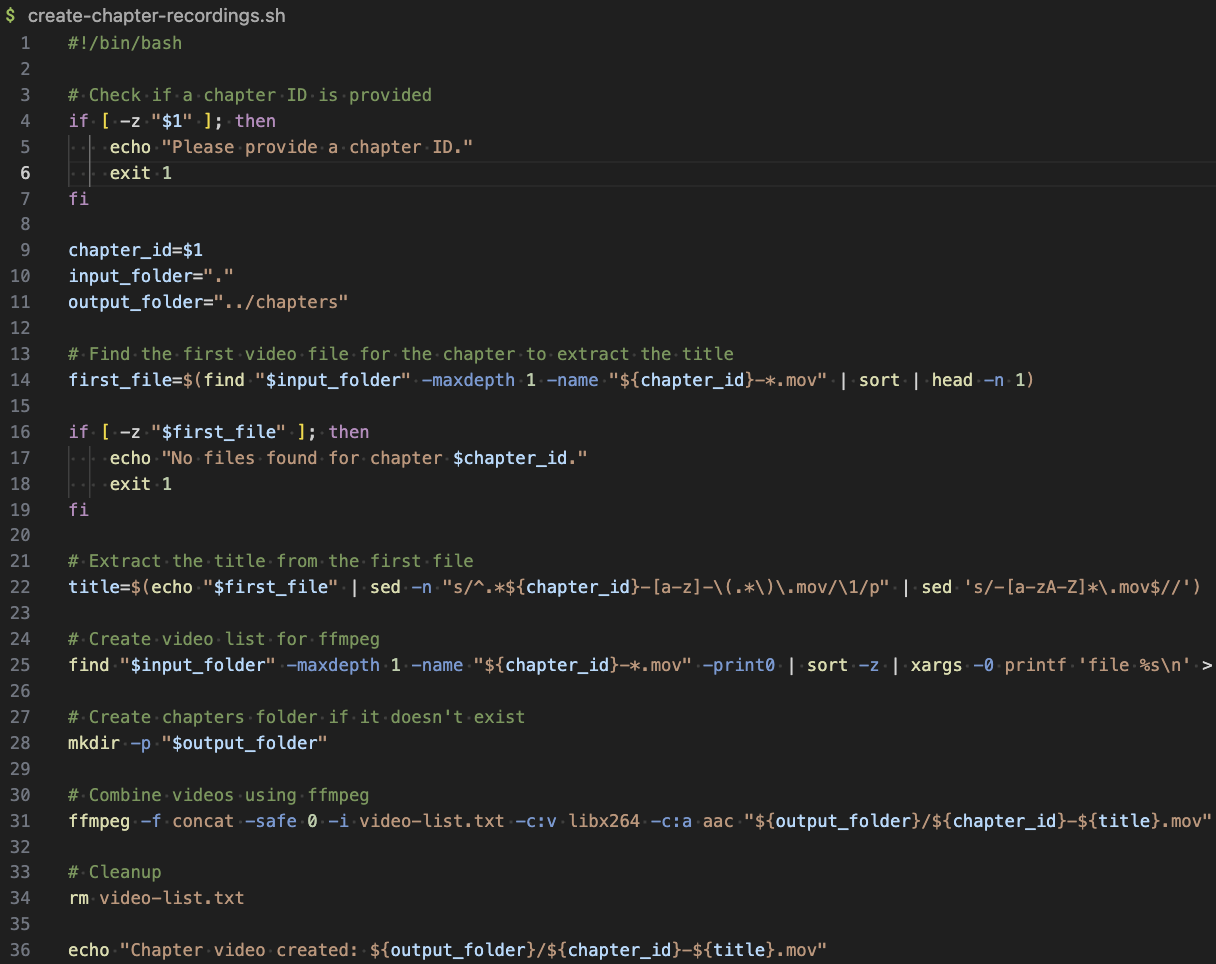 $ create-chapter-recordings.sh
1 #!/bin/bash
2
3 # Check if a chapter ID is provided
4 if [ -z "$1" ]; then
5     echo "Please provide a chapter ID."
6     exit 1
7 fi
8
9 chapter_id=$1
10 input_folder="."
11 output_folder="../chapters"
12
13 # Find the first video file for the chapter to extract the title
14 first_file=$(find "$input_folder" -maxdepth 1 -name "${chapter_id}-*.mov" | sort | head -n 1)
15
16 if [ -z "$first_file" ]; then
17     echo "No files found for chapter $chapter_id."
18     exit 1
19 fi
20
21 # Extract the title from the first file
22 title=$(echo "$first_file" | sed -n "s/^.*${chapter_id}-[a-z]-\(.*\)\.mov/\1/p" | sed 's/-[a-zA-Z]*\.mov$//')
23
24 # Create video list for ffmpeg
25 find "$input_folder" -maxdepth 1 -name "${chapter_id}-*.mov" -print0 | sort -z | xargs -0 printf 'file %s\n' >
26
27 # Create chapters folder if it doesn't exist
28 mkdir -p "$output_folder"
29
30 # Combine videos using ffmpeg
31 ffmpeg -f concat -safe 0 -i video-list.txt -c:v libx264 -c:a aac "${output_folder}/${chapter_id}-${title}.mov"
32
33 # Cleanup
34 rm video-list.txt
35
36 echo "Chapter video created: ${output_folder}/${chapter_id}-${title}.mov"